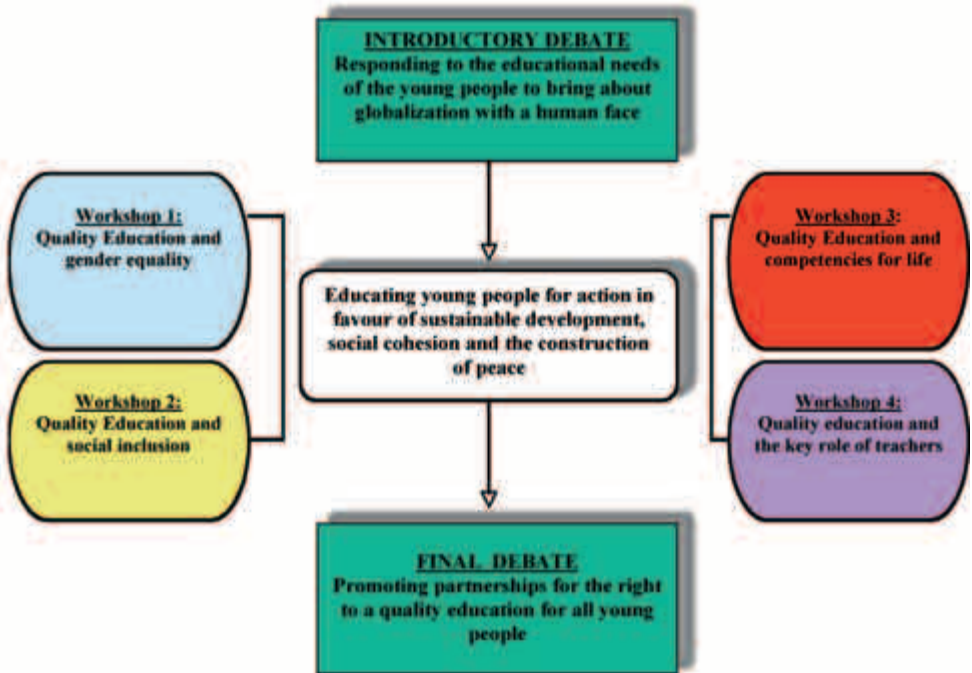 INTRODUCTORY DEBATE
Responding to the educational needs
of the young people to bring about
globalization with a human face
Workshop 1:
Quality Education and
gender equality
Workshop 3:
Quality Education and
competencies for life
Educating young people for action in
favour of sustainable development,
social cohesion and the construction
of peace
Workshop 2:
Quality Education and
social inclusion
Workshop 4:
Quality education and
the key role of teachers
FINAL DEBATE
Promoting partnerships for the right
to a quality education for all young
people